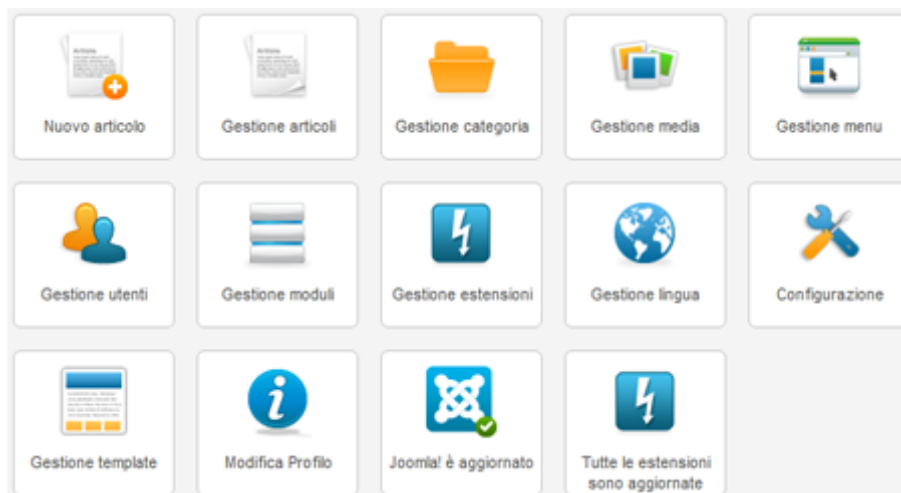 Nuovo articolo
Gestione articoli
Gestione categoria
Gestione media
Gestione menu
Gestione utenti
Gestione moduli
Gestione estensioni
Gestione lingua
Configurazione
Gestione template
Modifica Profilo
Joomla! è aggiornato
Tutte le estensioni
sono aggiornate